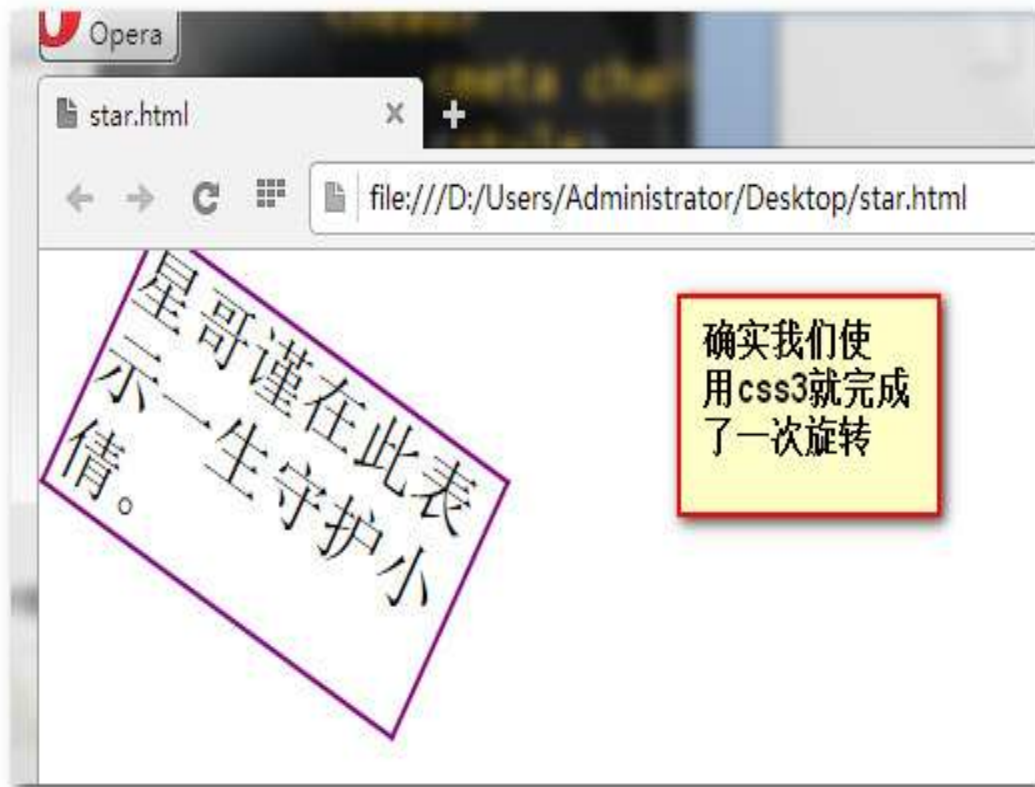 Opera
star.html
file:///D:/Users/Administrator/Desktop/star.html
星哥谨在此表
示一生守护小
倩。
确实我们使
用css3就完成
了一次旋转